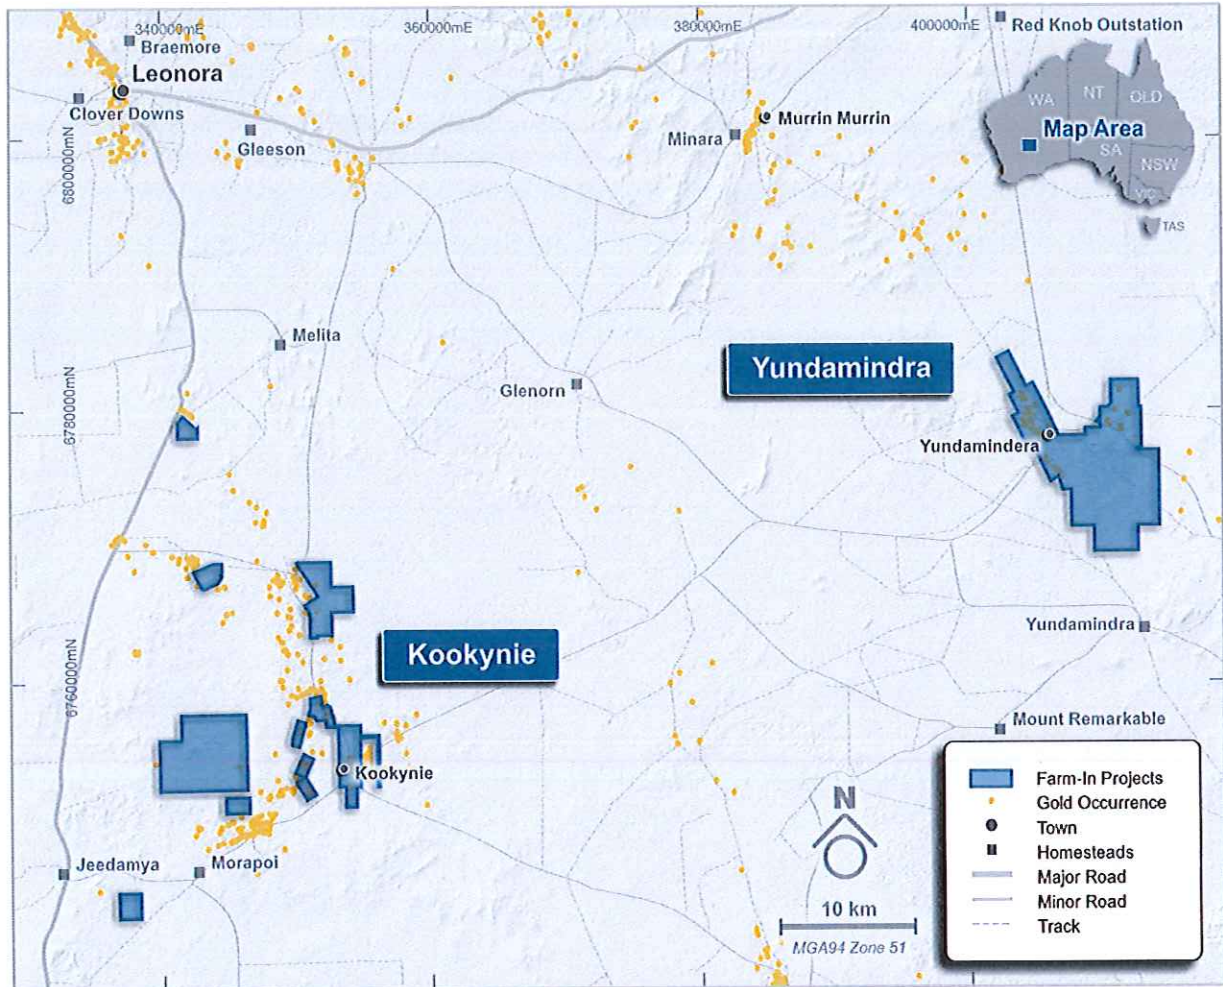 340000mE
360000mE
380000mE
400000mE
Red Knob Outstation
Braemore
Leonora
Clover Downs
Gleeson
Minara
Murrin Murrin
WA
NT
QLD
Map Area
SA
NSW
VIC
TAS
6800000mN
Melita
Glenorn
Yundamindra
6780000mN
Yundamindera
Kookynie
Yundamindra
6760000mN
Mount Remarkable
Kookynie
Jeedamya
Morapoi
N
10 km
MGA94 Zone 51
Farm-In Projects
Gold Occurrence
Town
Homesteads
Major Road
Minor Road
Track